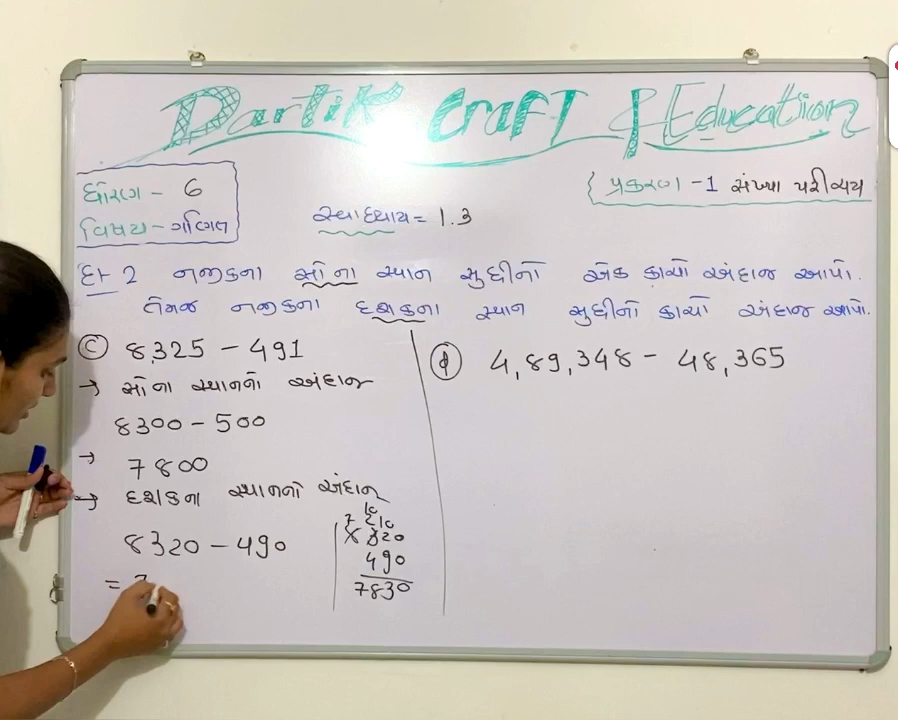 Dartik Craft & Education
ધોરણ - 6
વિષય - ગણિત
સ્વાધ્યાય = 1.3
પ્રકરણ - 1 સંખ્યા પરીચય
2 નજીકના સોના સ્થાન સુધીનો એક કાચો અંદાજ આપો.
તેમજ નજીકના દશકના સ્થાન સુધીનો કાચો અંદાજ આપો.
c 8,325 - 491
→ સોના સ્થાનનો અંદાજ
8300 - 500
→ 7800
→ દશકના સ્થાનનો અંદાજ
8320 - 490
=
8320
490
7830
d 4,89,348 - 48,365